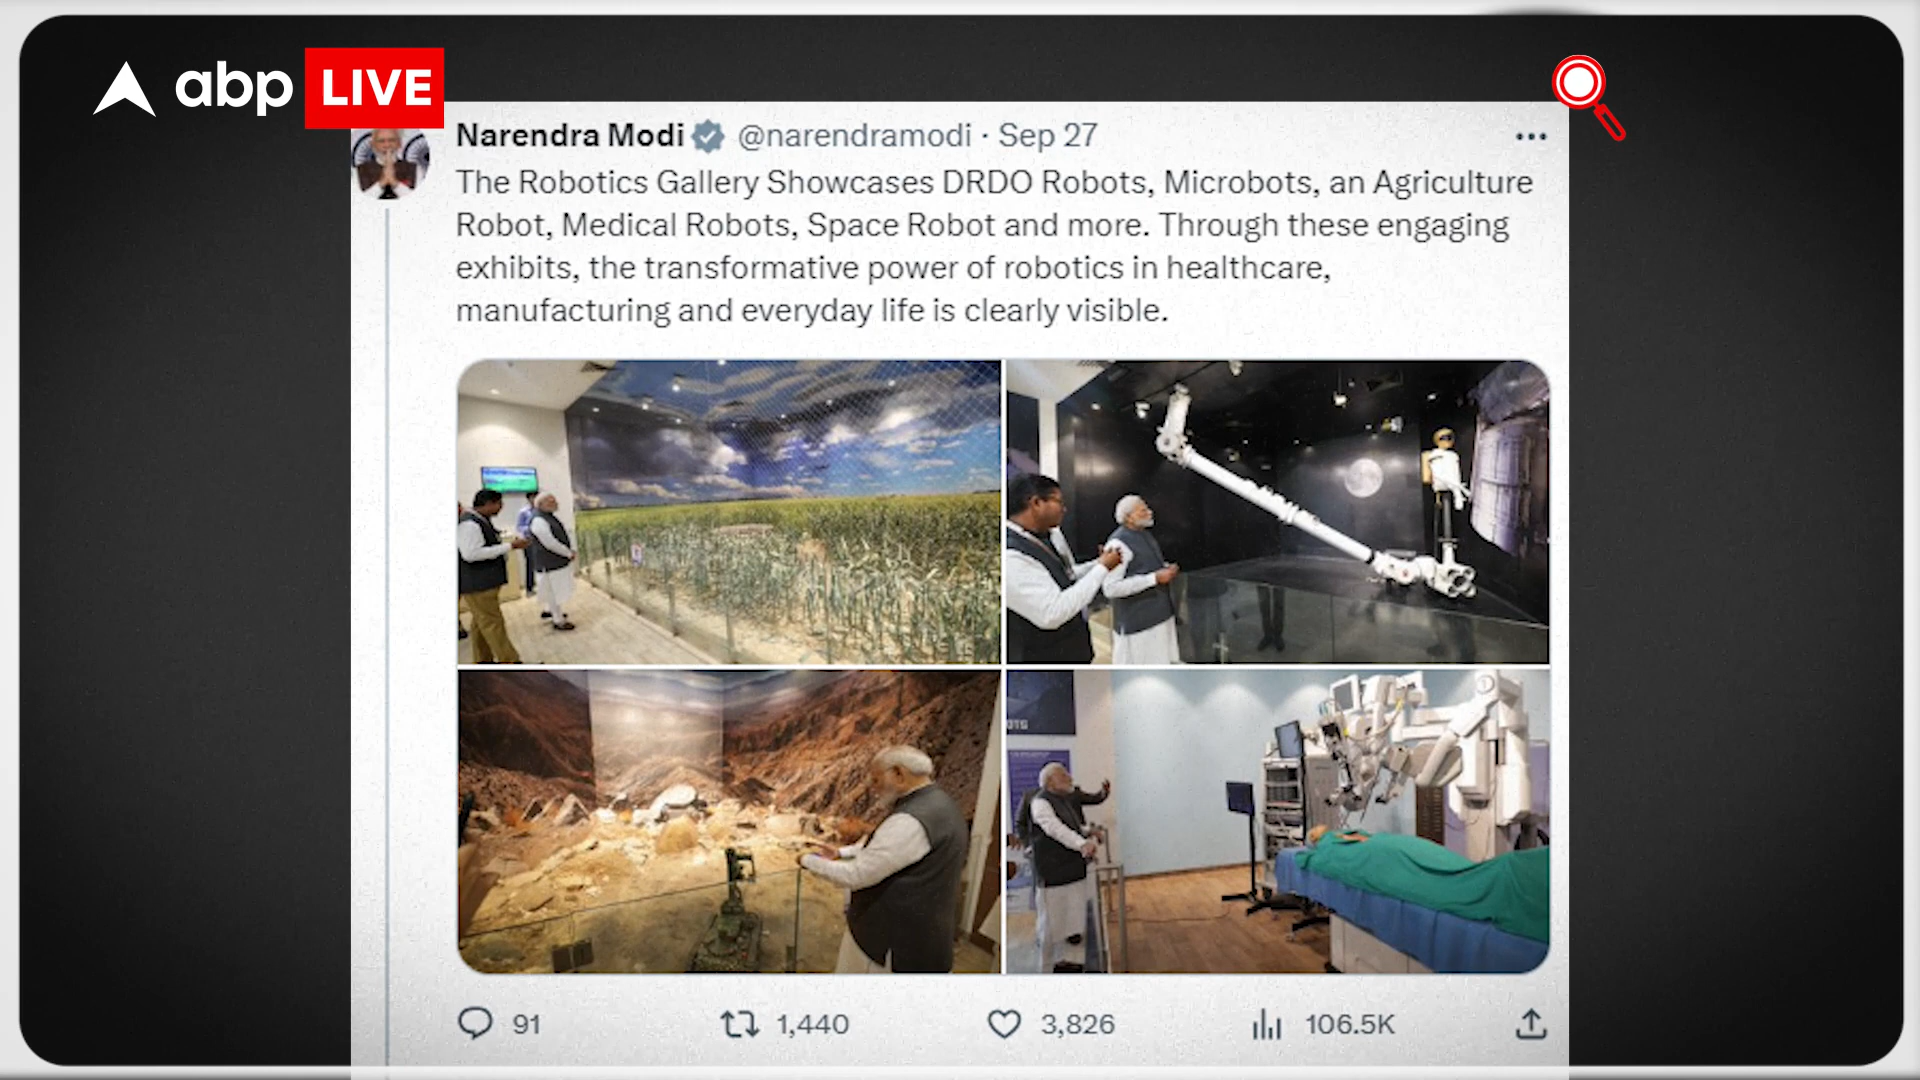 abp LIVE
Narendra Modi @narendramodi · Sep 27
The Robotics Gallery Showcases DRDO Robots, Microbots, an Agriculture
Robot, Medical Robots, Space Robot and more. Through these engaging
exhibits, the transformative power of robotics in healthcare,
manufacturing and everyday life is clearly visible.
91 1,440 3,826 106.5K